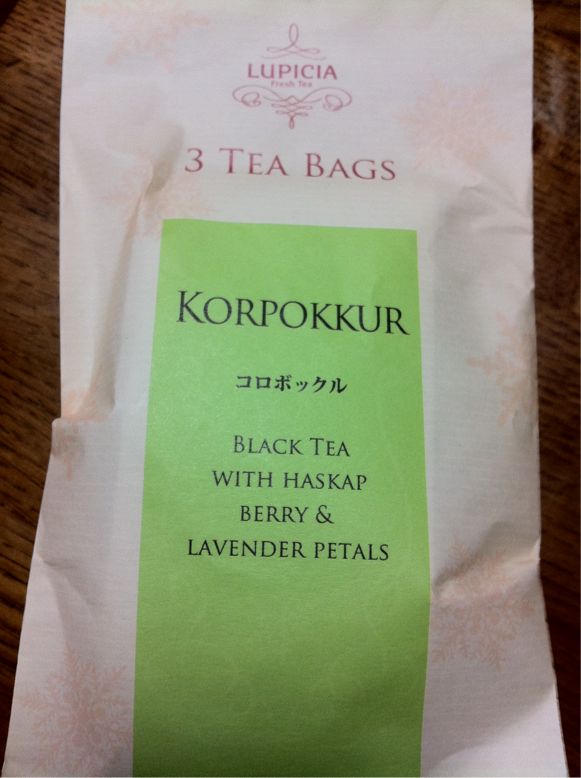 LUPICIA
Fresh Tea
3 TEA BAGS
KORPOKKUR
コロボックル
BLACK TEA
WITH HASKAP
BERRY &
LAVENDER PETALS